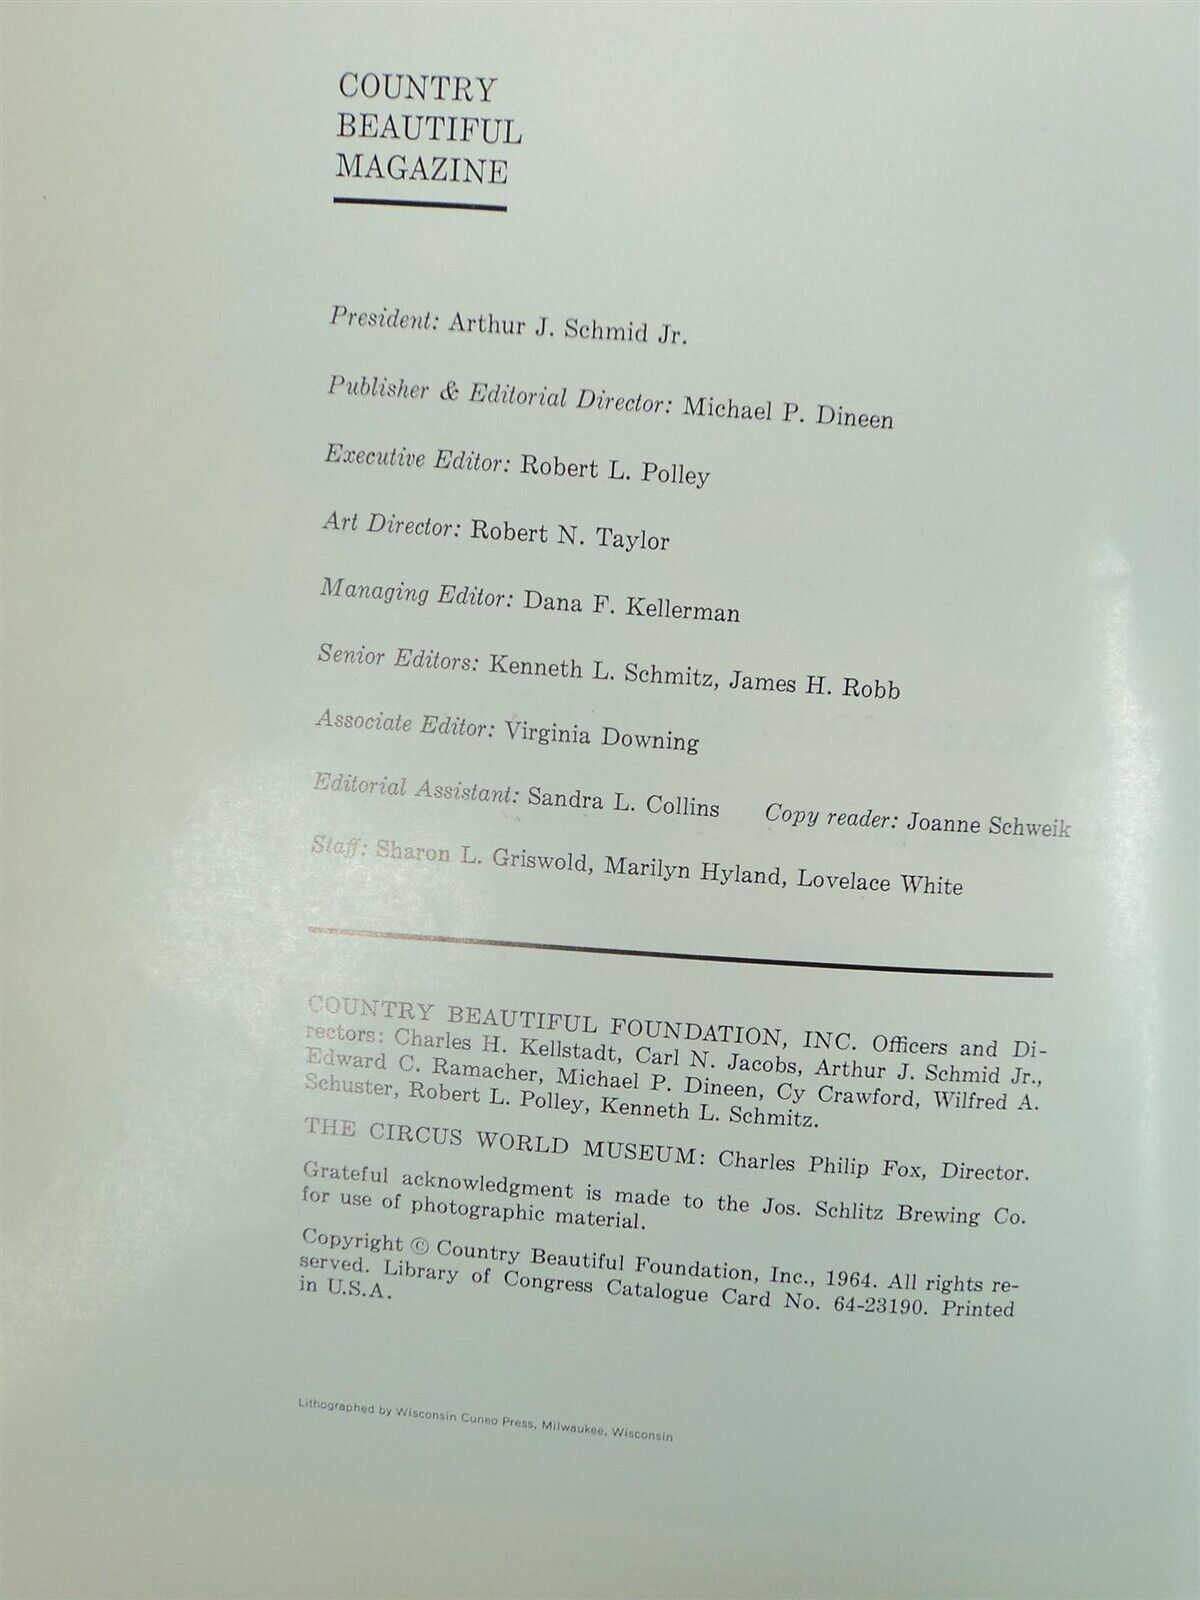 COUNTRY
BEAUTIFUL
MAGAZINE
President: Arthur J. Schmid Jr.
Publisher & Editorial Director: Michael P. Dineen
Executive Editor: Robert L. Polley
Art Director: Robert N. Taylor
Managing Editor: Dana F. Kellerman
Senior Editors: Kenneth L. Schmitz, James H. Robb
Associate Editor: Virginia Downing
Editorial Assistant: Sandra L. Collins Copy reader: Joanne Schweik
Staff: Sharon L. Griswold, Marilyn Hyland, Lovelace White
COUNTRY BEAUTIFUL FOUNDATION, INC. Officers and Di-
rectors: Charles H. Kellstadt, Carl N. Jacobs, Arthur J. Schmid Jr.,
Edward C. Ramacher, Michael P. Dineen, Cy Crawford, Wilfred A.
Schuster, Robert L. Polley, Kenneth L. Schmitz.
THE CIRCUS WORLD MUSEUM: Charles Philip Fox, Director.
Grateful acknowledgment is made to the Jos. Schlitz Brewing Co.
for use of photographic material.
Copyright © Country Beautiful Foundation, Inc., 1964. All rights re-
served. Library of Congress Catalogue Card No. 64-23190. Printed
in U.S.A.
Lithographed by Wisconsin Cuneo Press, Milwaukee, Wisconsin